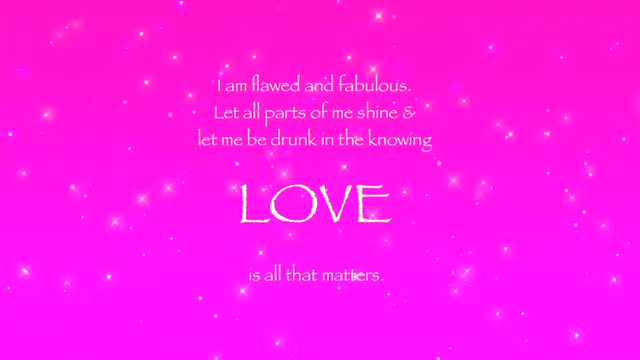 I am flawed and fabulous.
Let all parts of me shine &
let me be drunk in the knowing
LOVE
is all that matters.